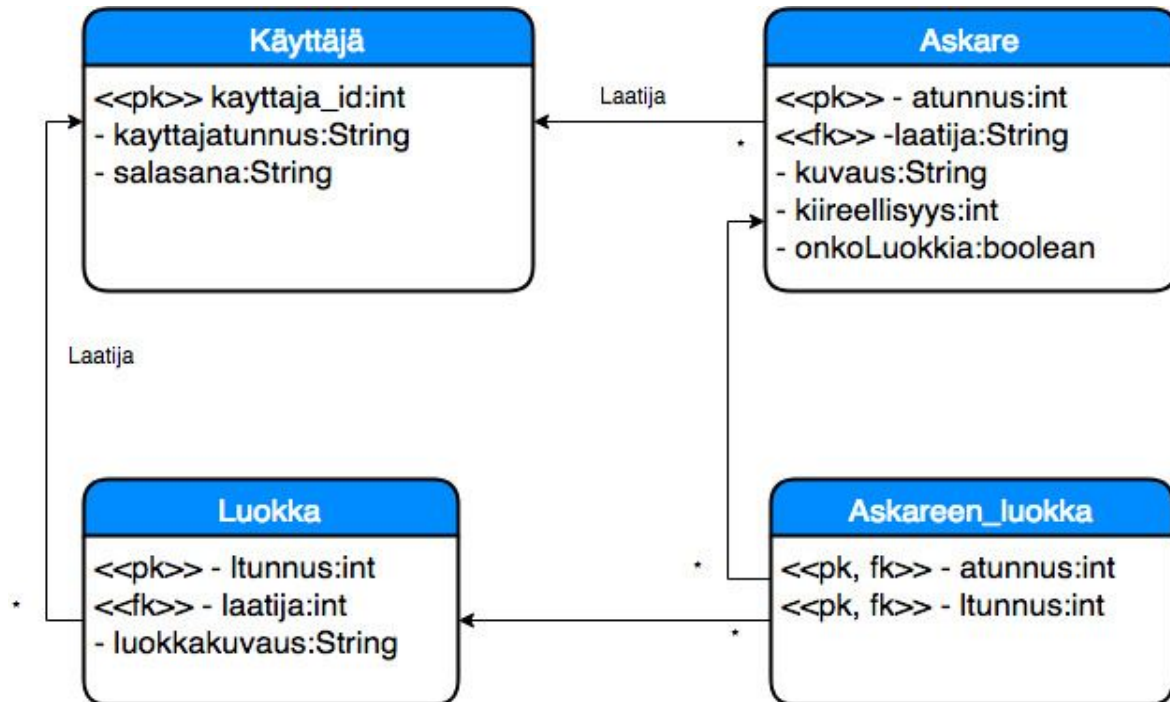 Käyttäjä
<<pk>> kayttaja_id:int
- kayttajatunnus:String
- salasana:String
Laatija
*
Askare
<<pk>> - atunnus:int
<<fk>> -laatija:String
- kuvaus:String
- kiireellisyys:int
- onkoLuokkia:boolean
Laatija
Luokka
<<pk>> - ltunnus:int
<<fk>> - laatija:int
- luokkakuvaus:String
*
Askareen_luokka
<<pk, fk>> - atunnus:int
<<pk, fk>> - ltunnus:int
*
*